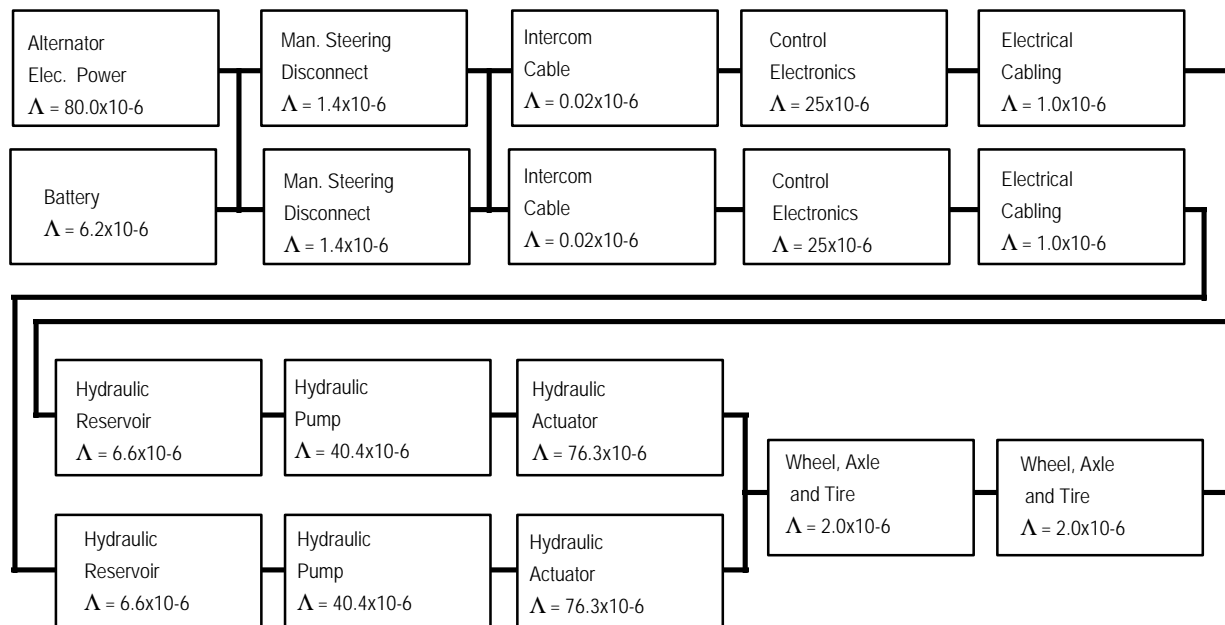 Alternator
Elec. Power
Λ = 80.0x10-6
Man. Steering
Disconnect
Λ = 1.4x10-6
Intercom
Cable
Λ = 0.02x10-6
Control
Electronics
Λ = 25x10-6
Electrical
Cabling
Λ = 1.0x10-6
Battery
Λ = 6.2x10-6
Man. Steering
Disconnect
Λ = 1.4x10-6
Intercom
Cable
Λ = 0.02x10-6
Control
Electronics
Λ = 25x10-6
Electrical
Cabling
Λ = 1.0x10-6
Hydraulic
Reservoir
Λ = 6.6x10-6
Hydraulic
Pump
Λ = 40.4x10-6
Hydraulic
Actuator
Λ = 76.3x10-6
Wheel, Axle
and Tire
Λ = 2.0x10-6
Wheel, Axle
and Tire
Λ = 2.0x10-6
Hydraulic
Reservoir
Λ = 6.6x10-6
Hydraulic
Pump
Λ = 40.4x10-6
Hydraulic
Actuator
Λ = 76.3x10-6